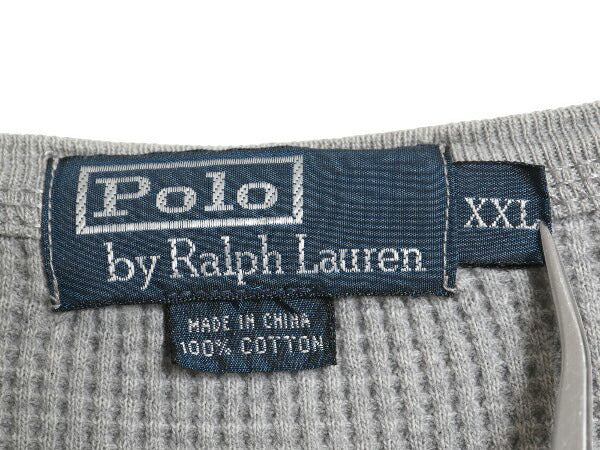 Polo
by Ralph Lauren
XXL
MADE IN CHINA
100% COTTON